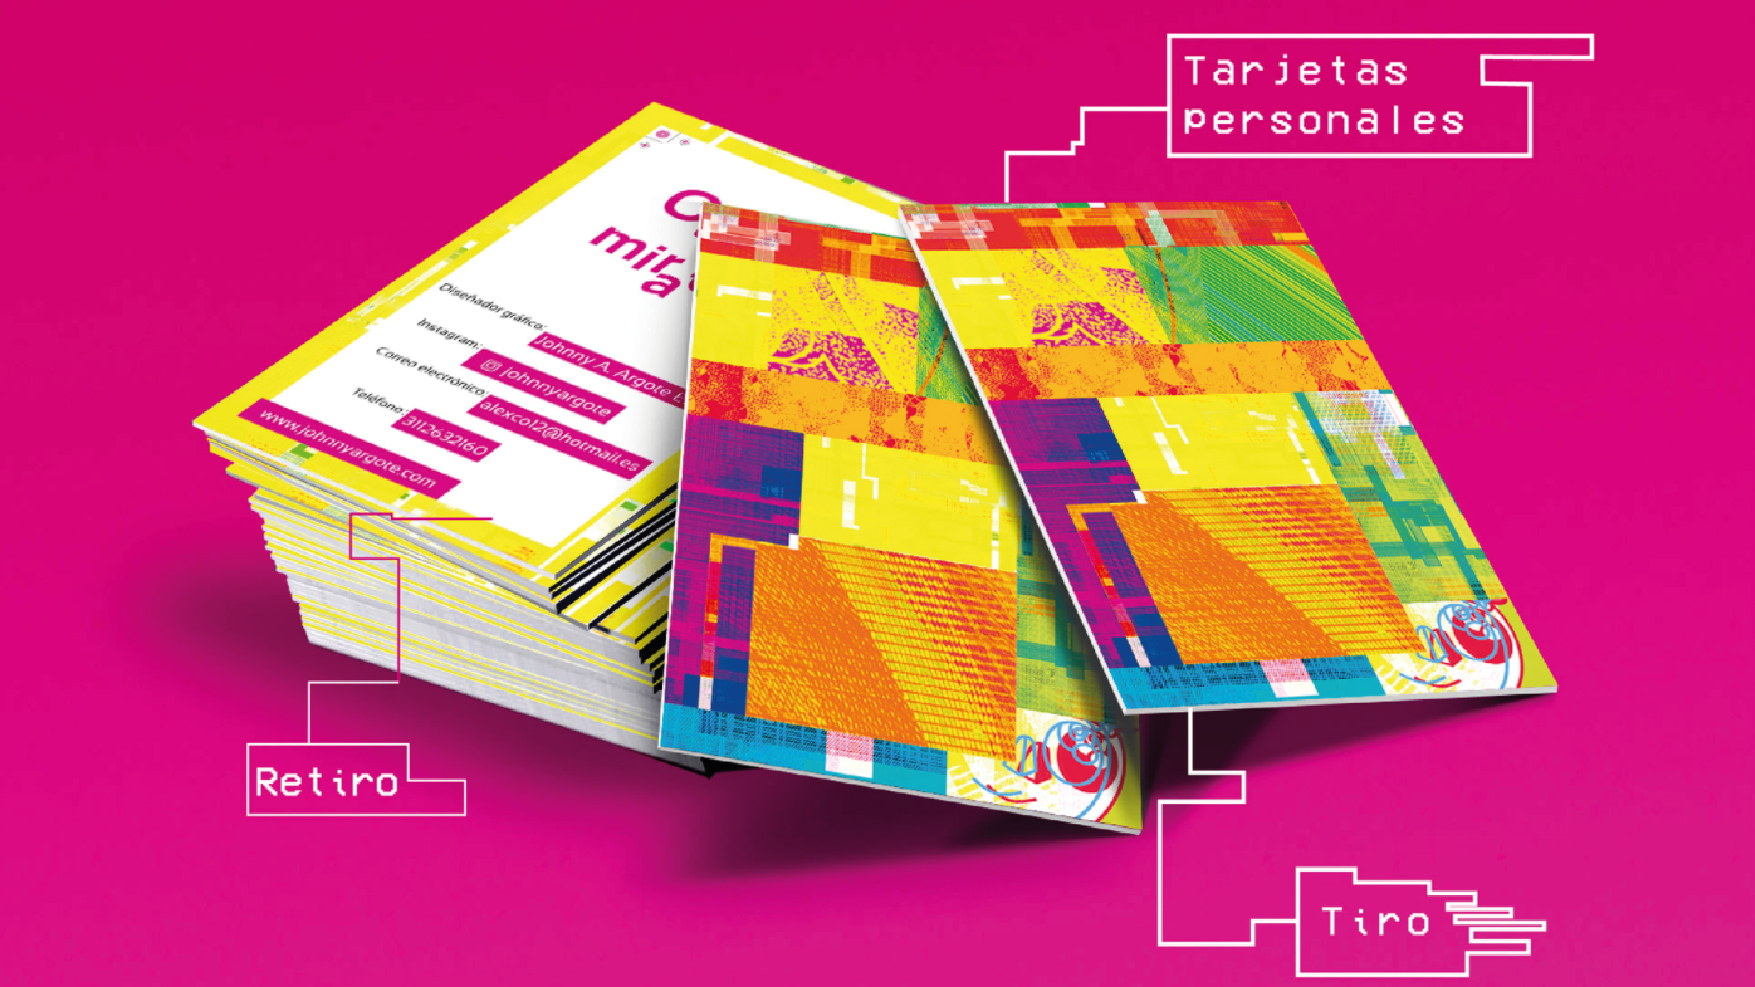 Tarjetas
personales
mira
Diseñador gráfico:
Johnny A. Argote
Instagram:
johnnyargote
Correo electrónico:
alexco12@hotmail.es
Teléfono:
3112632160
www.johnnyargote.com
Retiro
Tiro